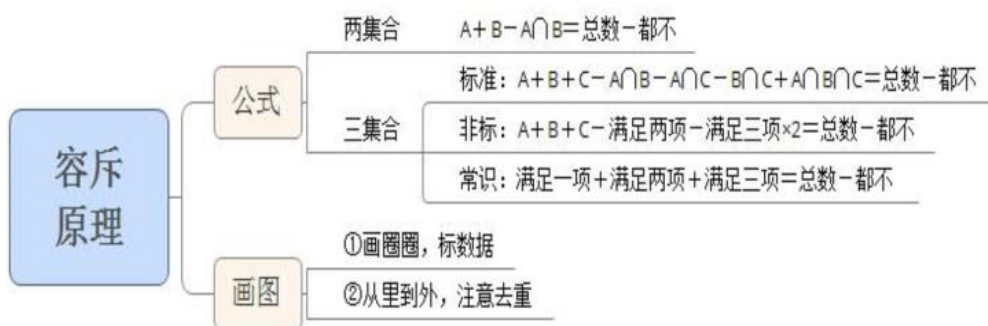 容斥
原理
公式
两集合
A+B-A∩B=总数-都不
三集合
标准：A+B+C-A∩B-A∩C-B∩C+A∩B∩C=总数-都不
非标：A+B+C-满足两项-满足三项×2=总数-都不
常识：满足一项+满足两项+满足三项=总数-都不
画图
①画圈圈，标数据
②从里到外，注意去重